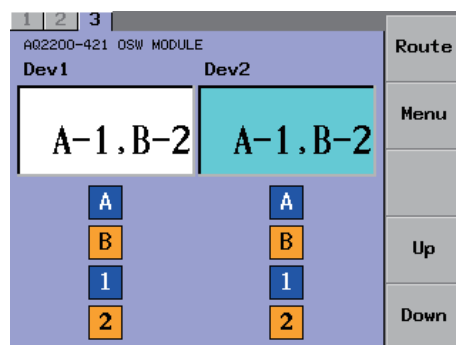 1 2 3
AQ2200-421 OSW MODULE
Dev1 Dev2
A-1,B-2 A-1,B-2
A A
B B
1 1
2 2
Route
Menu
Up
Down